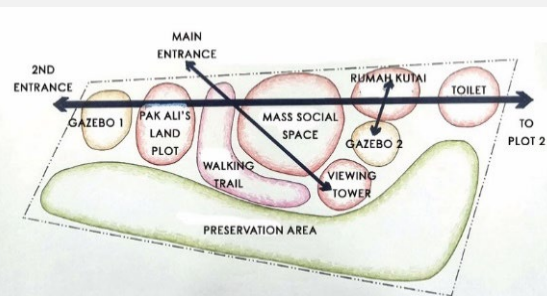 MAIN
ENTRANCE
2ND
ENTRANCE
RUMAH KUTAI
TOILET
GAZEBO 1
PAK ALI'S
LAND
PLOT
MASS SOCIAL
SPACE
TO
PLOT 2
GAZEBO 2
WALKING
TRAIL
VIEWING
TOWER
PRESERVATION AREA